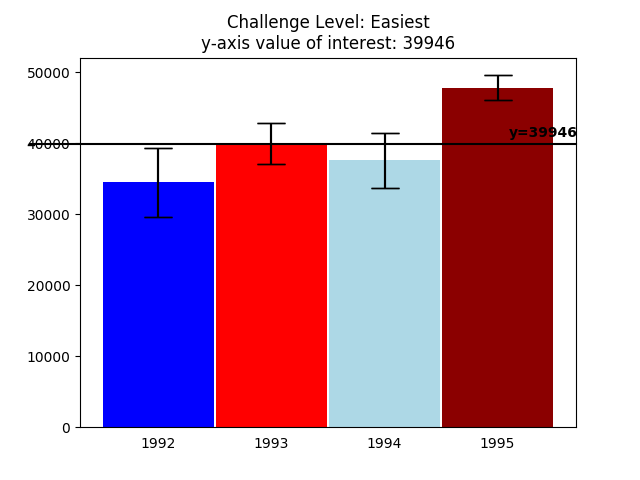 Challenge Level: Easiest
y-axis value of interest: 39946
50000
y=39946
40000
30000
20000
10000
0
1992 1993 1994 1995